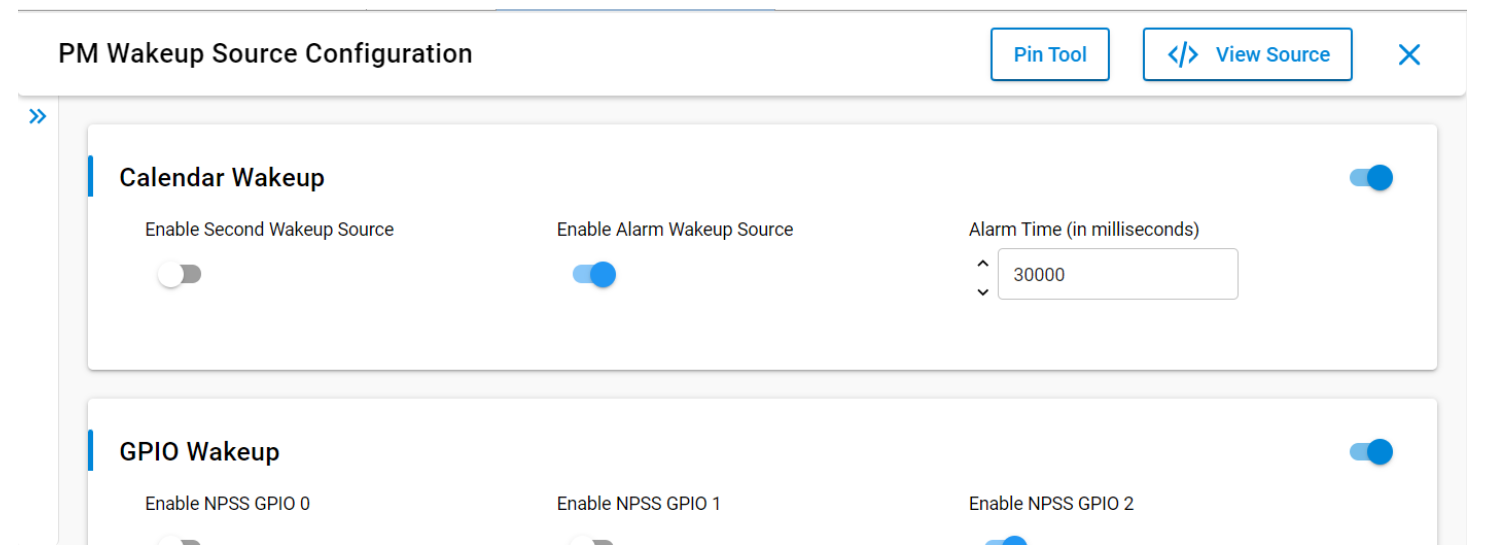 PM Wakeup Source Configuration
Pin Tool
</> View Source
Calendar Wakeup
Enable Second Wakeup Source
Enable Alarm Wakeup Source
Alarm Time (in milliseconds)
30000
GPIO Wakeup
Enable NPSS GPIO 0
Enable NPSS GPIO 1
Enable NPSS GPIO 2